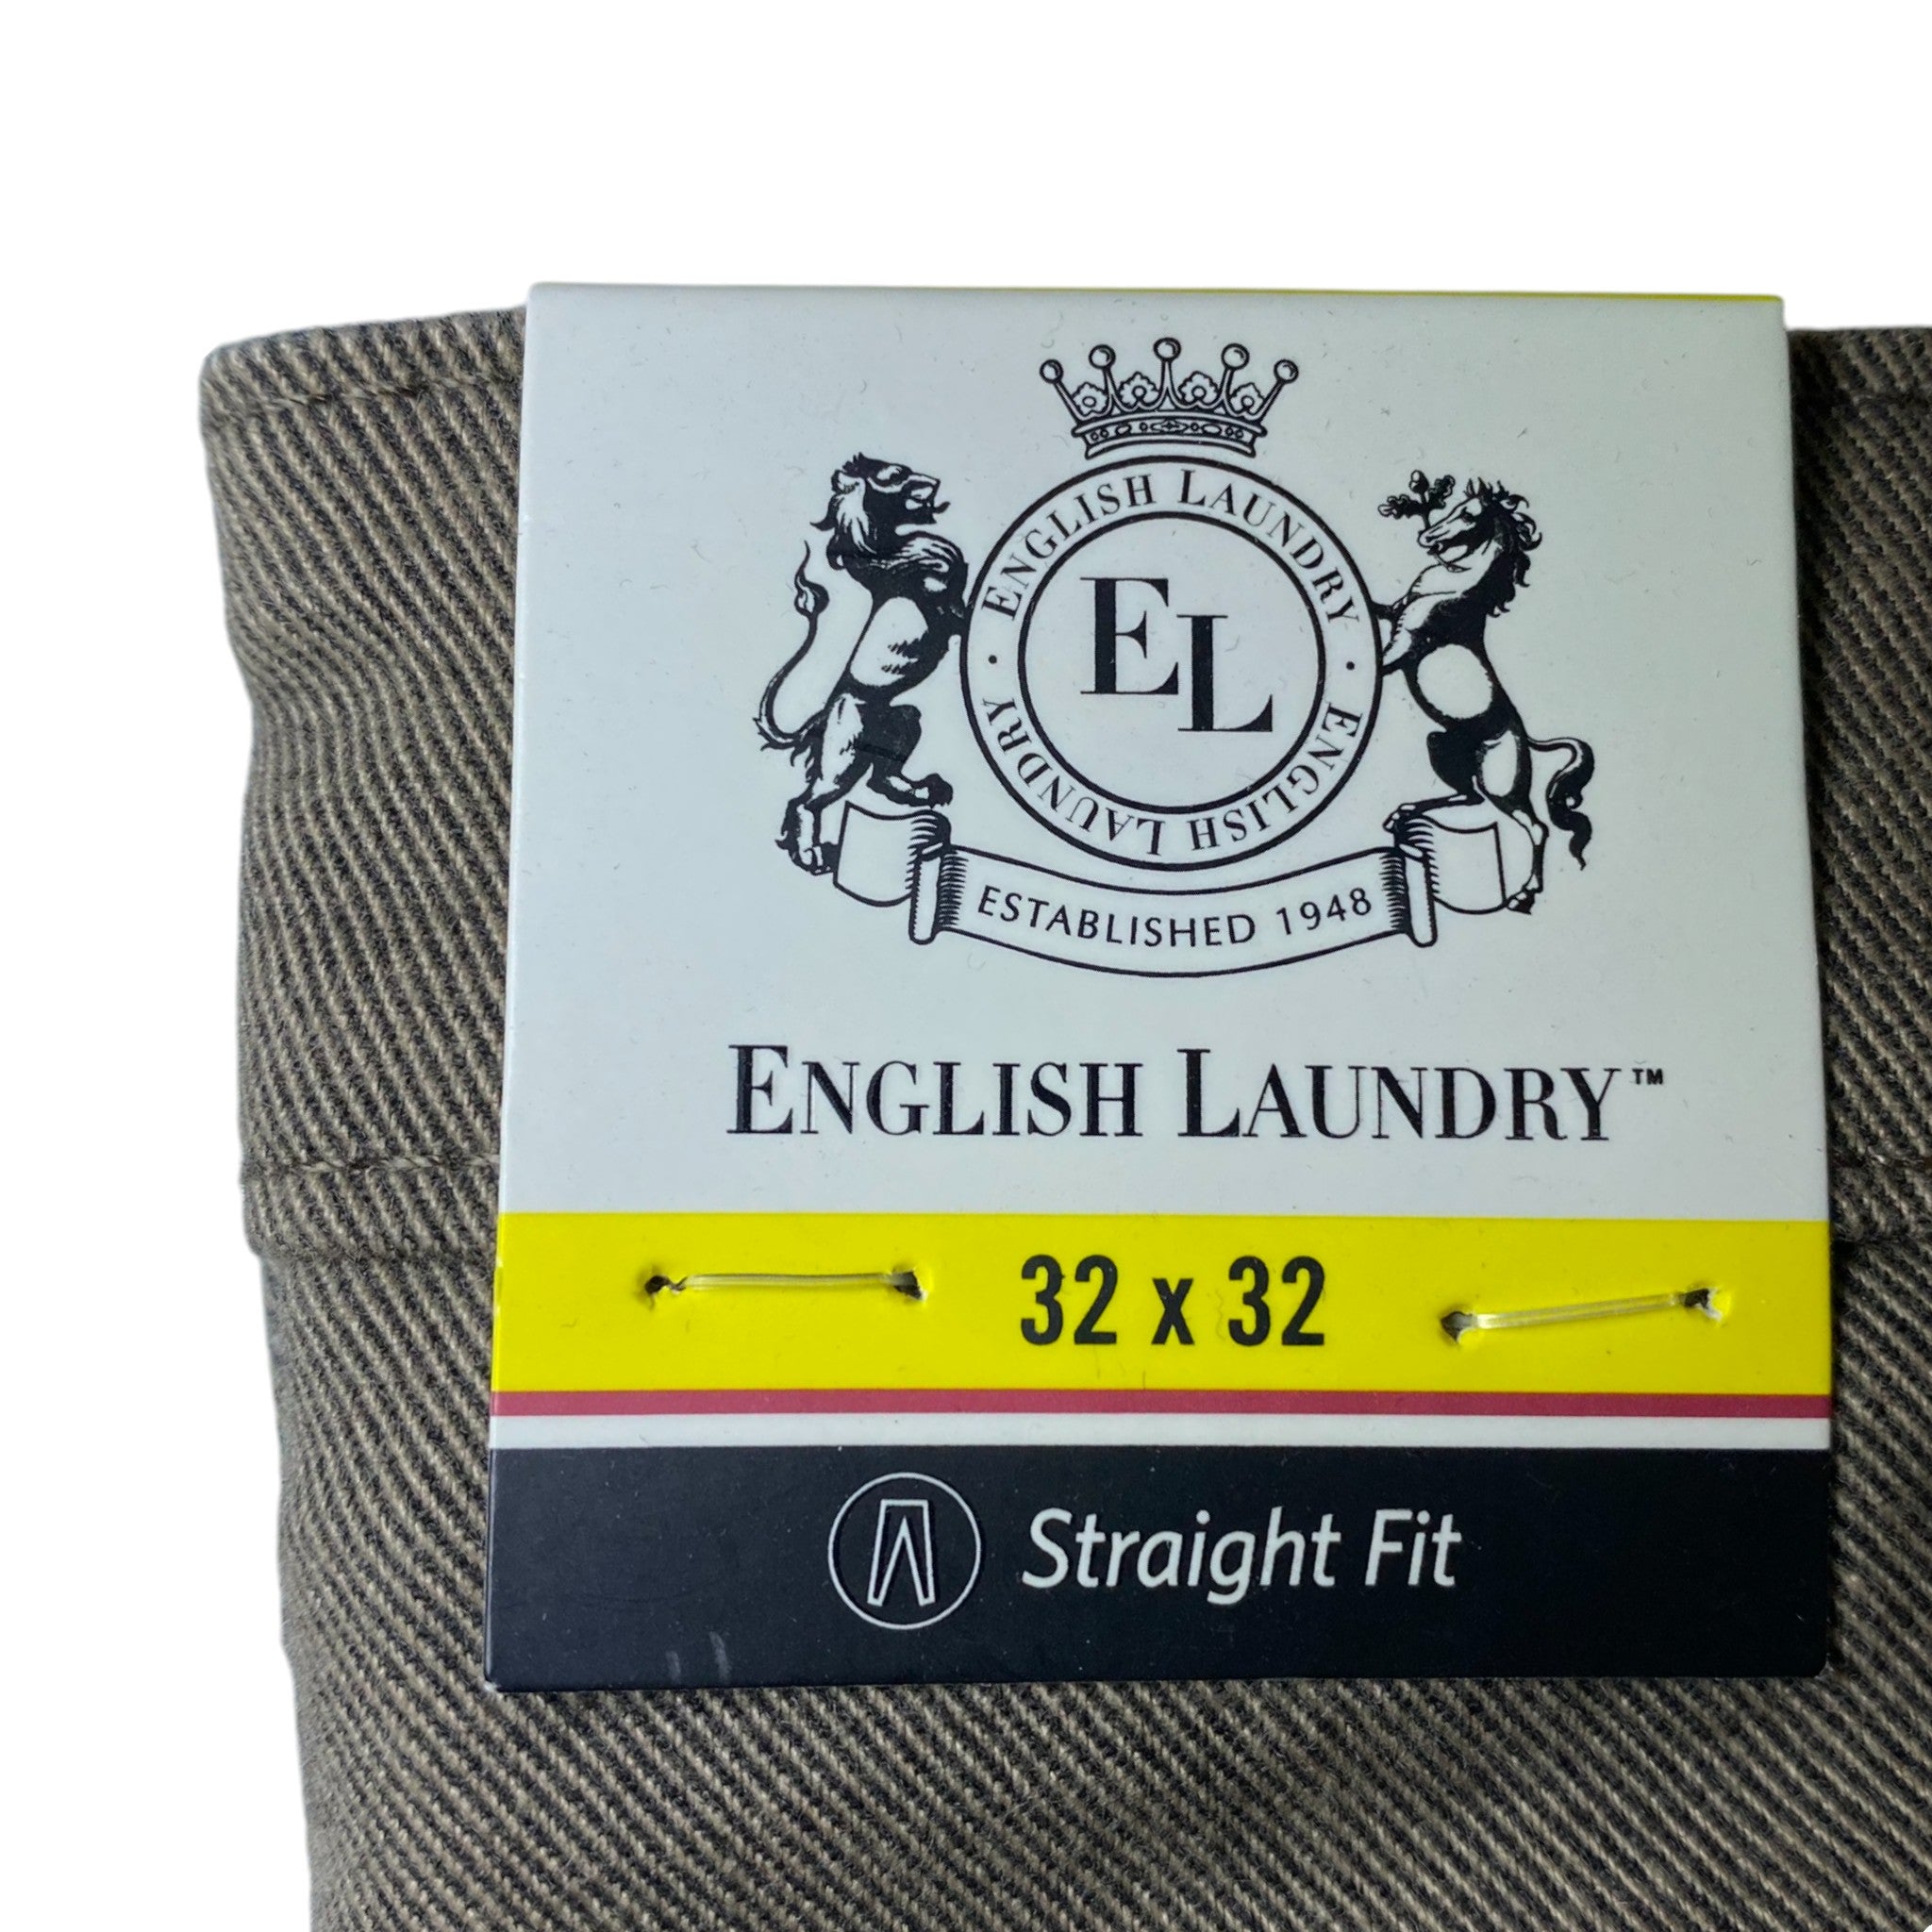 ENGLISH LAUNDRY · ENGLISH LAUNDRY ·
EL
ESTABLISHED 1948
ENGLISH LAUNDRY™
32 x 32
Straight Fit